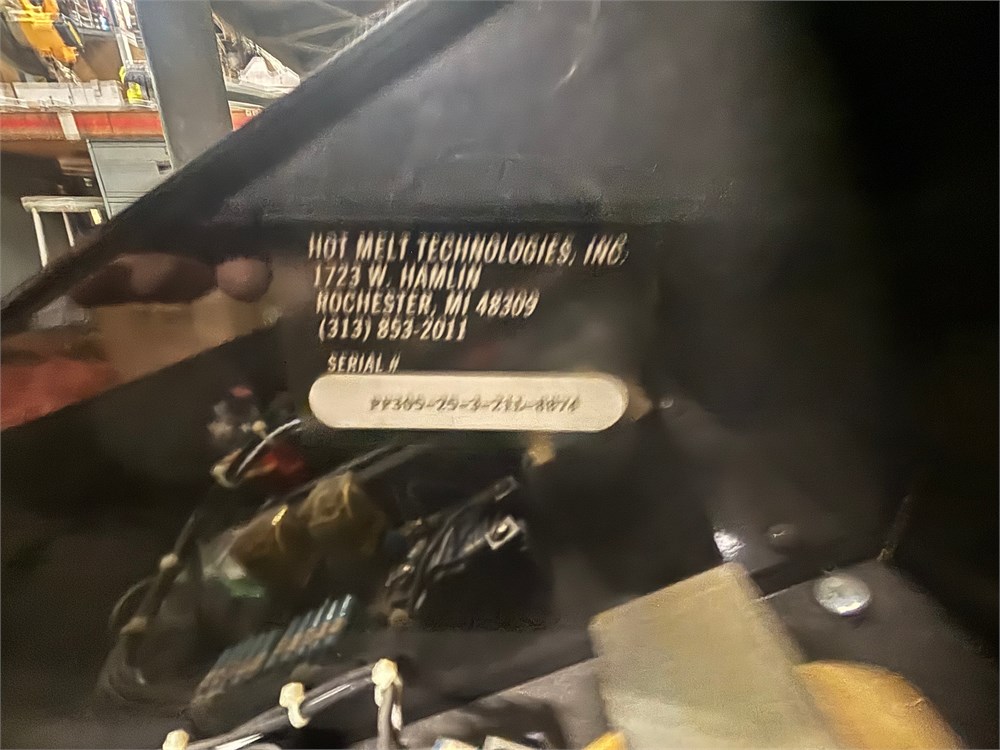 HOT MELT TECHNOLOGIES, INC.
1723 W. HAMLIN
ROCHESTER, MI 48309
(313) 853-2011
SERIAL #